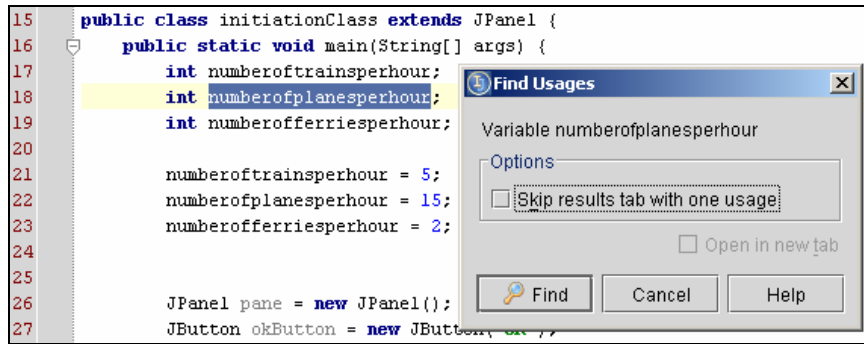 15 public class initiationClass extends JPanel {
16 public static void main(String[] args) {
17 int numberoftrainsperhour;
18 int numberofplanesperhour;
19 int numberofferriesperhour;
20
21 numberoftrainsperhour = 5;
22 numberofplanesperhour = 15;
23 numberofferriesperhour = 2;
24
25
26 JPanel pane = new JPanel();
27 JButton okButton = new JButton(
Find Usages
Variable numberofplanesperhour
Options
Skip results tab with one usage
Open in new tab
Find Cancel Help